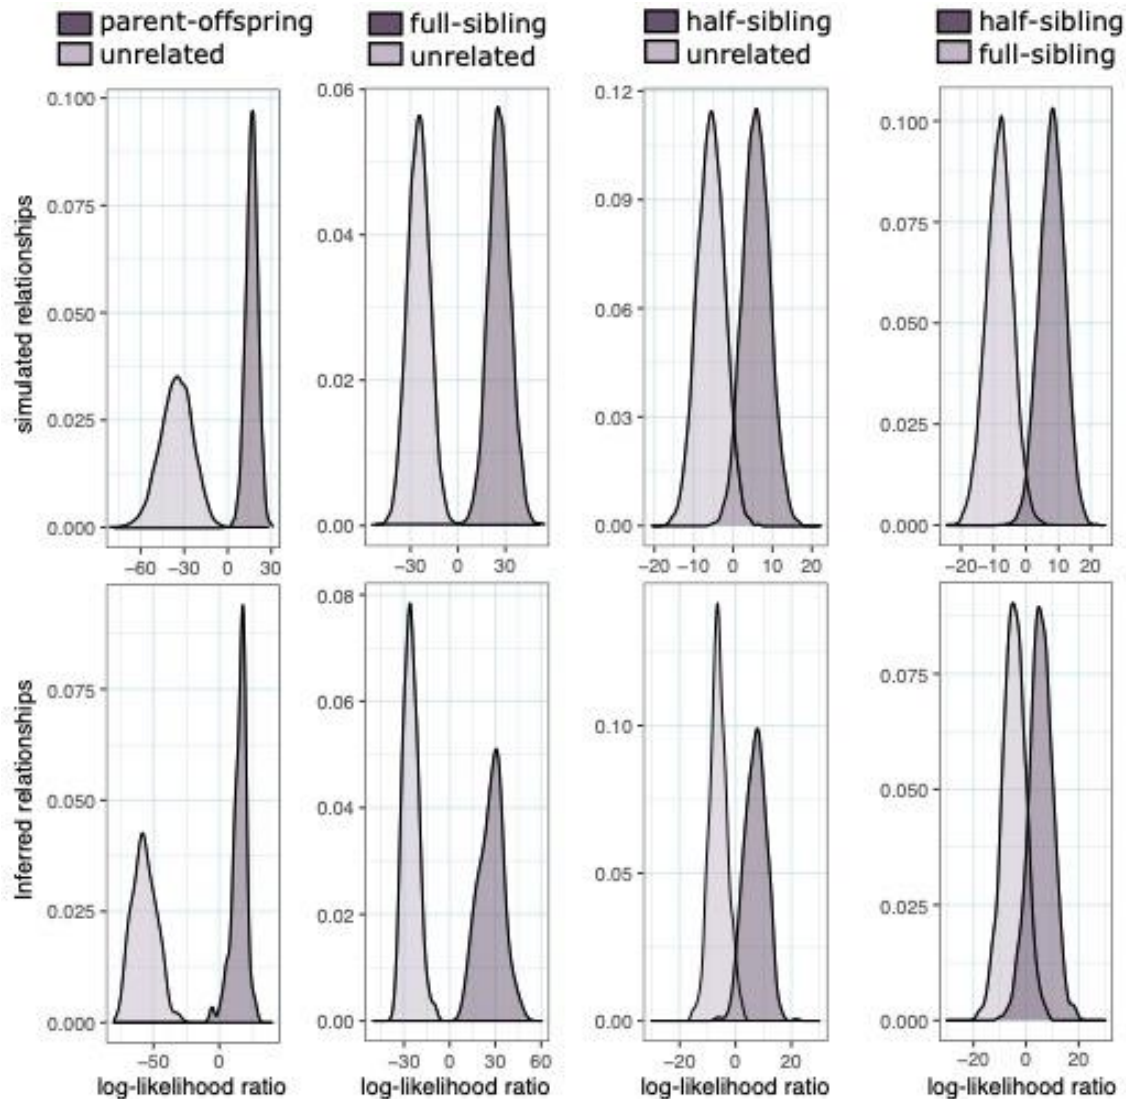 parent-offspring
unrelated
full-sibling
unrelated
half-sibling
unrelated
half-sibling
full-sibling
simulated relationships
0.100
0.075
0.050
0.025
0.000
−60 −30 0 30
0.06
0.04
0.02
0.00
−30 0 30
0.12
0.09
0.06
0.03
0.00
−20 −10 0 10 20
0.100
0.075
0.050
0.025
0.000
−20 −10 0 10 20
Inferred relationships
0.075
0.050
0.025
0.000
−50 0
log-likelihood ratio
0.08
0.06
0.04
0.02
0.00
−30 0 30 60
log-likelihood ratio
0.10
0.05
0.00
−20 0 20
log-likelihood ratio
0.075
0.050
0.025
0.000
−20 0 20
log-likelihood ratio